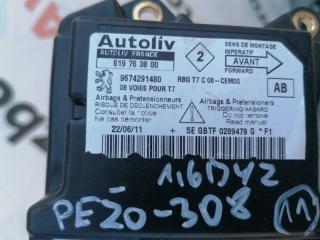 Autoliv
AUTOLIV FRANCE
619 76 38 00
2
SENS DE MONTAGE
IMPERATIF
AVANT
FORWARD
9674291480
RBG T7 C 08-CEM00
08 VOIES POUR T7
AB
Airbags & Pretensionneurs
RISQUE DE DECLENCHEMENT
Consulter la notice
Ne pas démonter
Airbags & Pretensioners
TRIGGERING HASARD
Do not remove
Read manual
22/06/11
+ 5E GBTF 0289478 G * F1
1,6 DV2
PEŽO-308
11